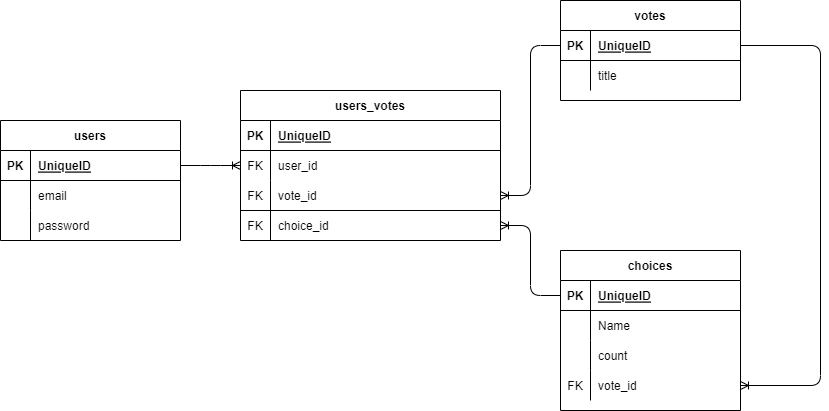 votes
PK UniqueID
title
users_votes
PK UniqueID
FK user_id
FK vote_id
FK choice_id
users
PK UniqueID
email
password
choices
PK UniqueID
Name
count
FK vote_id